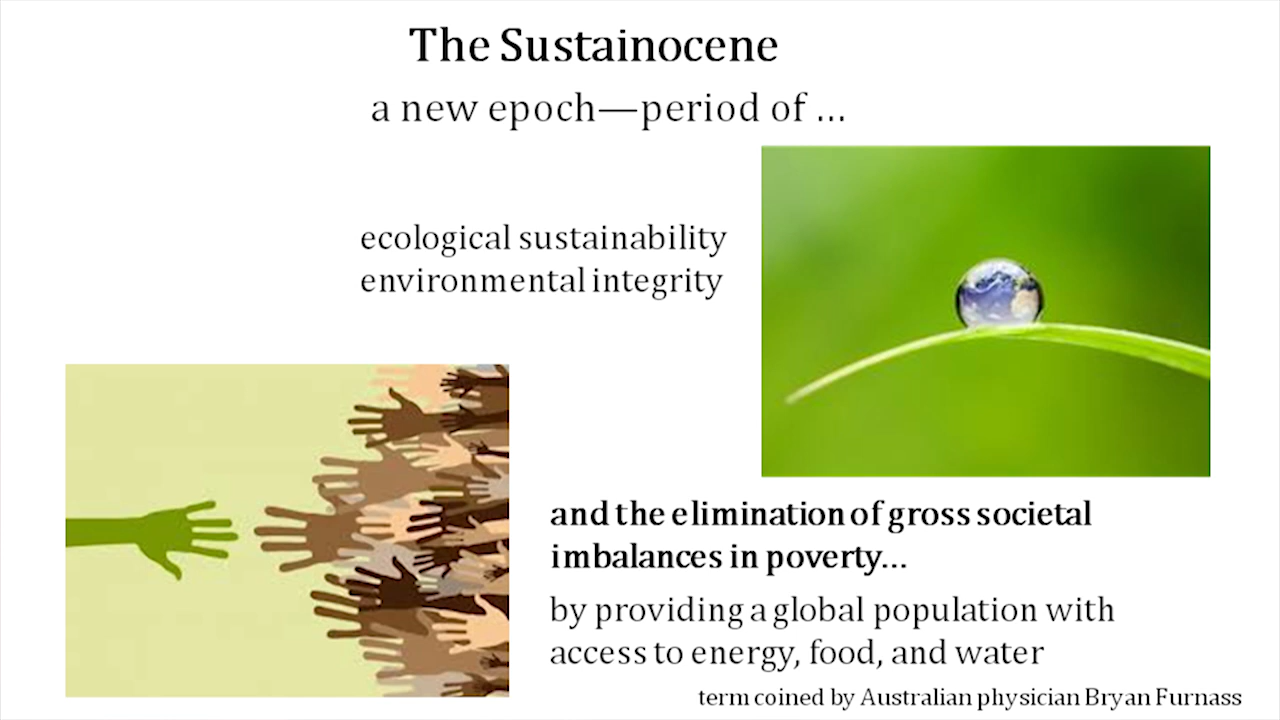 The Sustainocene
a new epoch—period of ...
ecological sustainability
environmental integrity
and the elimination of gross societal
imbalances in poverty...
by providing a global population with
access to energy, food, and water
term coined by Australian physician Bryan Furnass